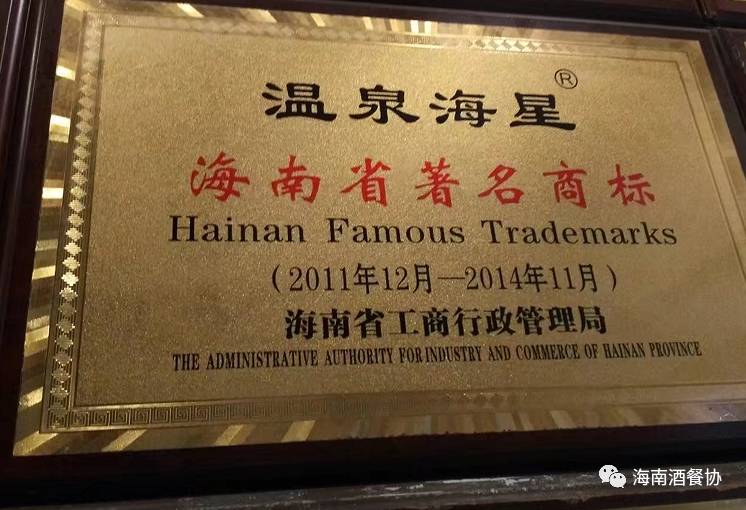 温泉海星®
海南省著名商标
Hainan Famous Trademarks
（2011年12月—2014年11月）
海南省工商行政管理局
THE ADMINISTRATIVE AUTHORITY FOR INDUSTRY AND COMMERCE OF HAINAN PROVINCE
海南酒餐协